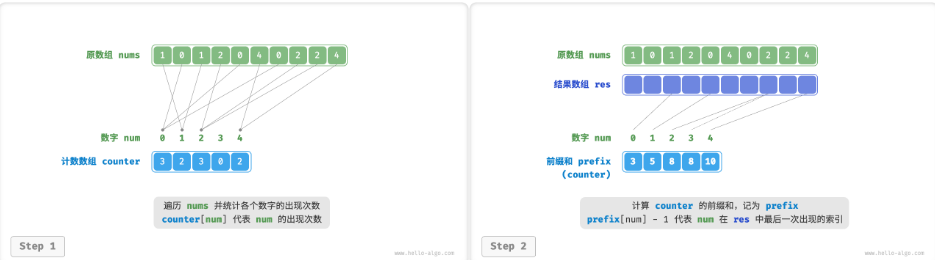 原数组 nums 1 0 1 2 0 4 0 2 2 4
数字 num 0 1 2 3 4
计数数组 counter 3 2 3 0 2
遍历 nums 并统计各个数字的出现次数
counter[num] 代表 num 的出现次数
Step 1
www.hello-algo.com
原数组 nums 1 0 1 2 0 4 0 2 2 4
结果数组 res
数字 num 0 1 2 3 4
前缀和 prefix 3 5 8 8 10
(counter)
计算 counter 的前缀和，记为 prefix
prefix[num] - 1 代表 num 在 res 中最后一次出现的索引
Step 2
www.hello-algo.com